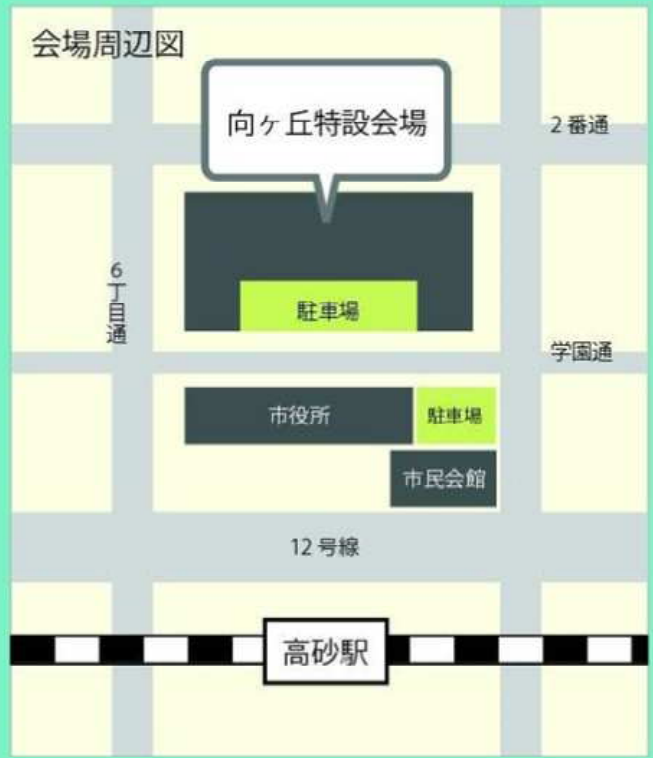 会場周辺図
向ヶ丘特設会場
2番通
6丁目通
駐車場
学園通
市役所
駐車場
市民会館
12号線
高砂駅